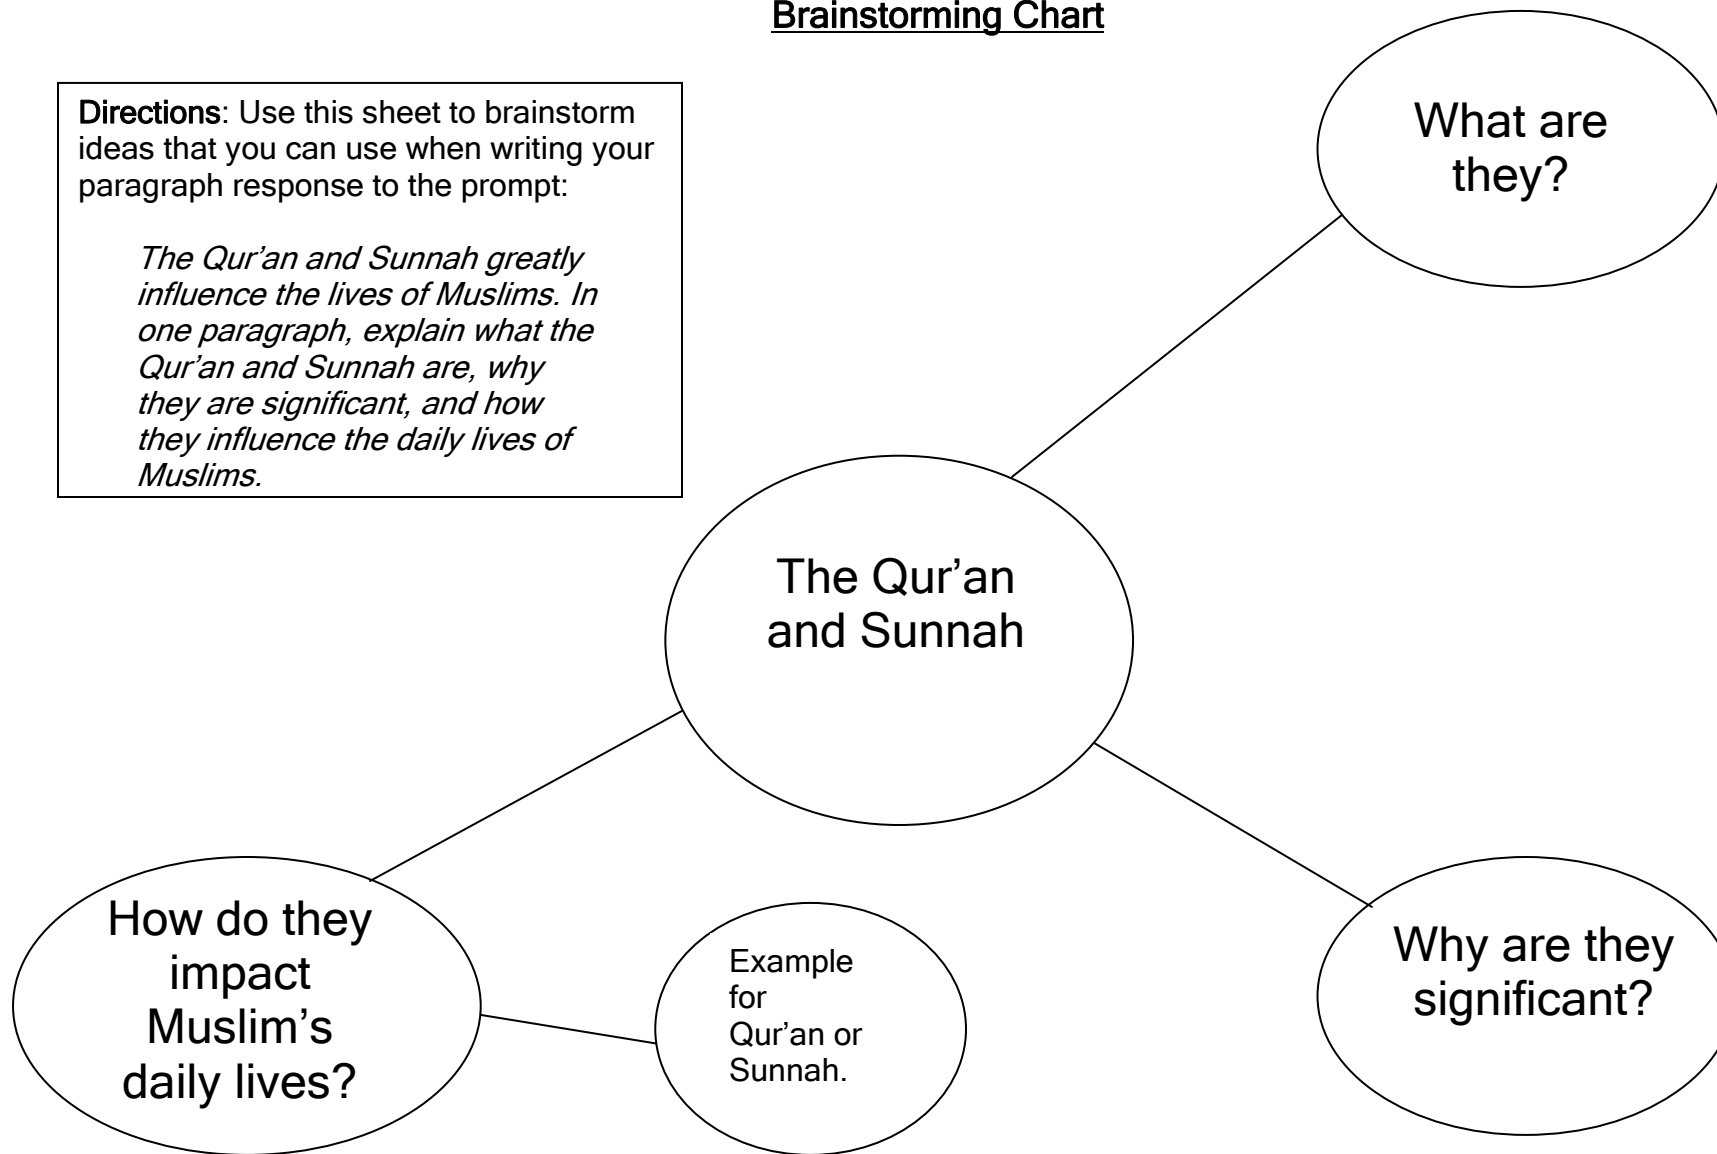 Brainstorming Chart
Directions: Use this sheet to brainstorm
ideas that you can use when writing your
paragraph response to the prompt:
The Qur’an and Sunnah greatly
influence the lives of Muslims. In
one paragraph, explain what the
Qur’an and Sunnah are, why
they are significant, and how
they influence the daily lives of
Muslims.
What are
they?
The Qur’an
and Sunnah
How do they
impact
Muslim’s
daily lives?
Example
for
Qur’an or
Sunnah.
Why are they
significant?